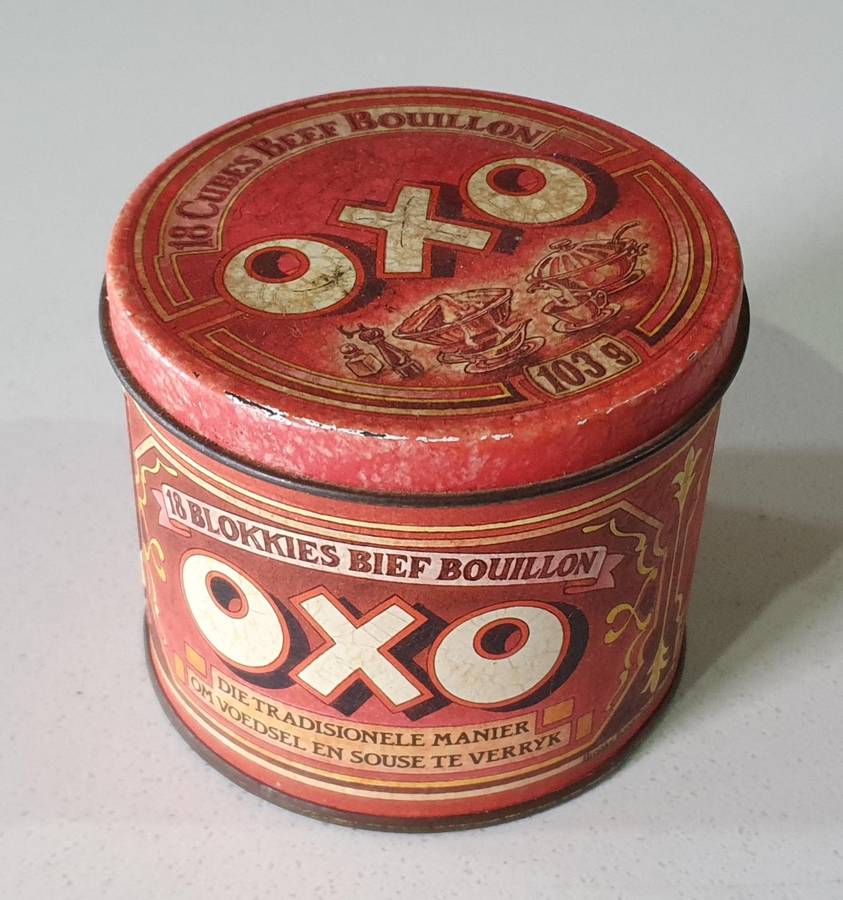 18 CUBES BEEF BOUILLON
OXO
103 g
18 BLOKKIES BIEF BOUILLON
OXO
DIE TRADISIONELE MANIER
OM VOEDSEL EN SOUSE TE VERRYK